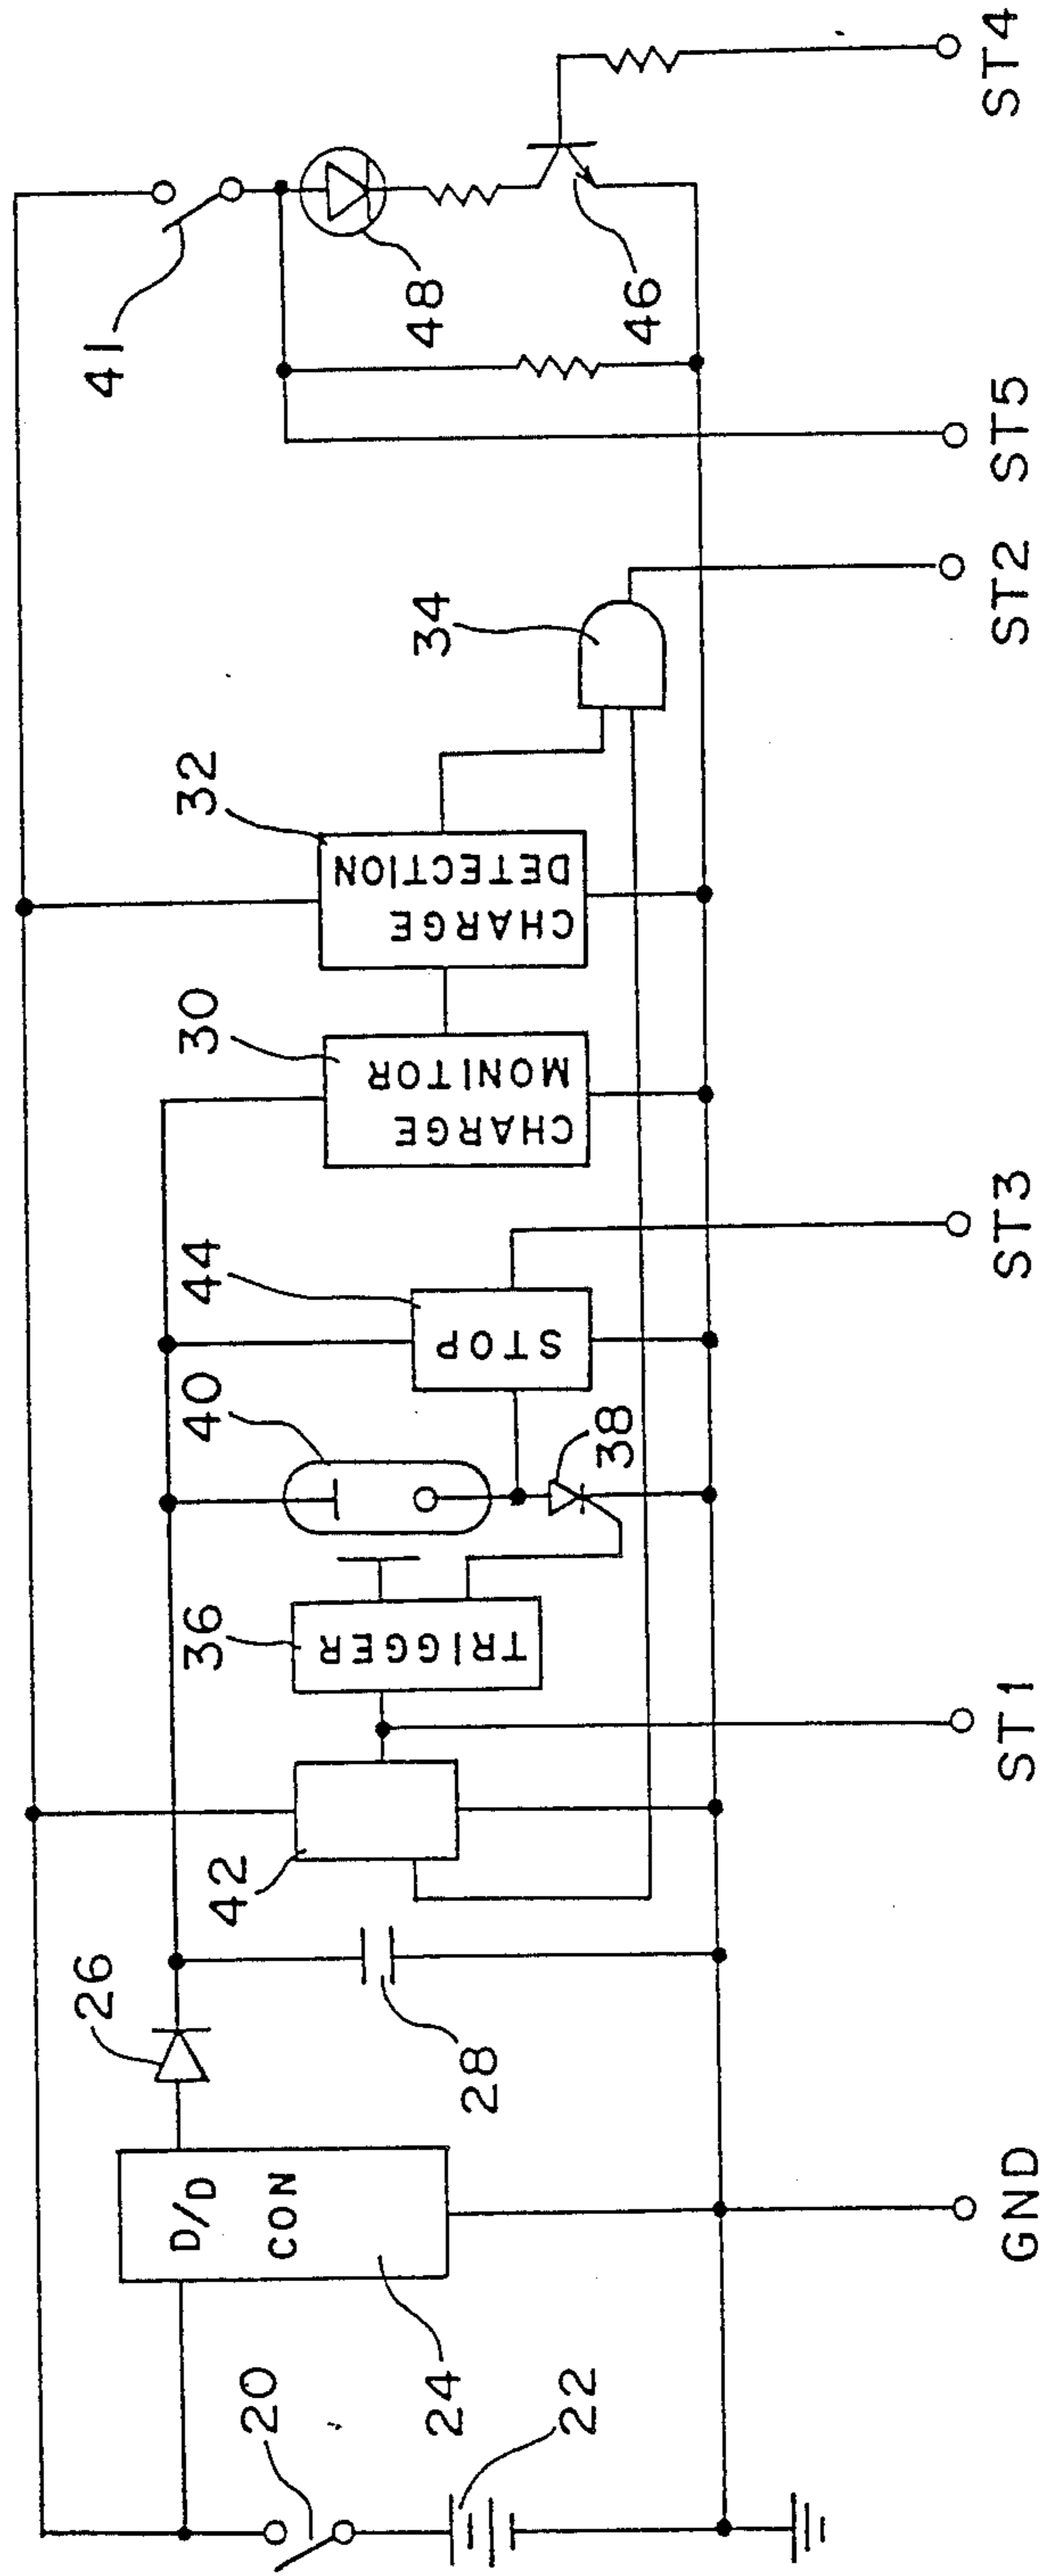 20
22
24
D/D
CON
26
28
42
36
TRIGGER
40
38
44
STOP
30
CHARGE
MONITOR
32
CHARGE
DETECTION
34
41
48
46
GND
ST1
ST3
ST2
ST5
ST4